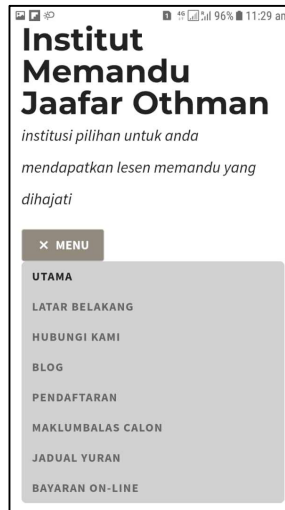 96% 11:29 am
Institut
Memandu
Jaafar Othman
institusi pilihan untuk anda
mendapatkan lesen memandu yang
dihajati
× MENU
UTAMA
LATAR BELAKANG
HUBUNGI KAMI
BLOG
PENDAFTARAN
MAKLUMBALAS CALON
JADUAL YURAN
BAYARAN ON-LINE